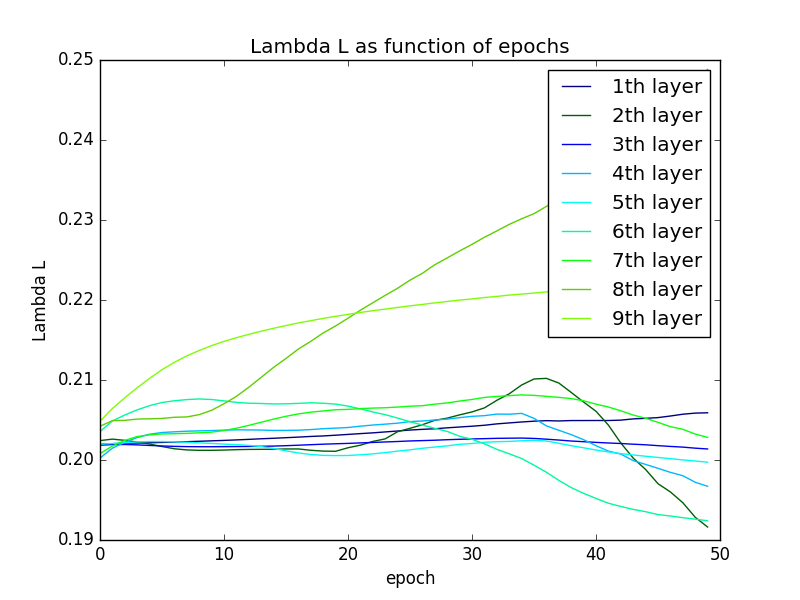 Lambda L as function of epochs
0.25
0.24
0.23
0.22
0.21
0.20
0.19
Lambda L
1th layer
2th layer
3th layer
4th layer
5th layer
6th layer
7th layer
8th layer
9th layer
0 10 20 30 40 50
epoch